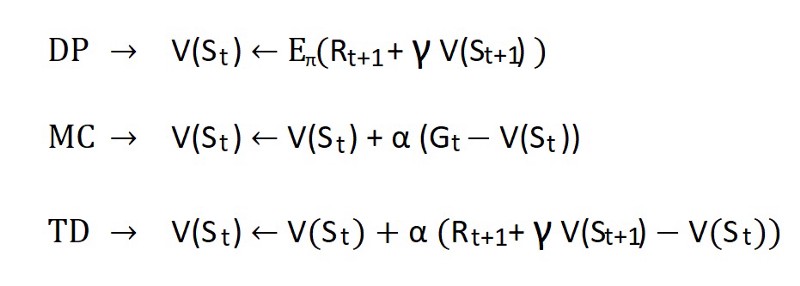 DP → V(Sₜ) ← E_π(Rₜ₊₁ + γ V(Sₜ₊₁) )
MC → V(Sₜ) ← V(Sₜ) + α (Gₜ − V(Sₜ))
TD → V(Sₜ) ← V(Sₜ) + α (Rₜ₊₁ + γ V(Sₜ₊₁) − V(Sₜ))